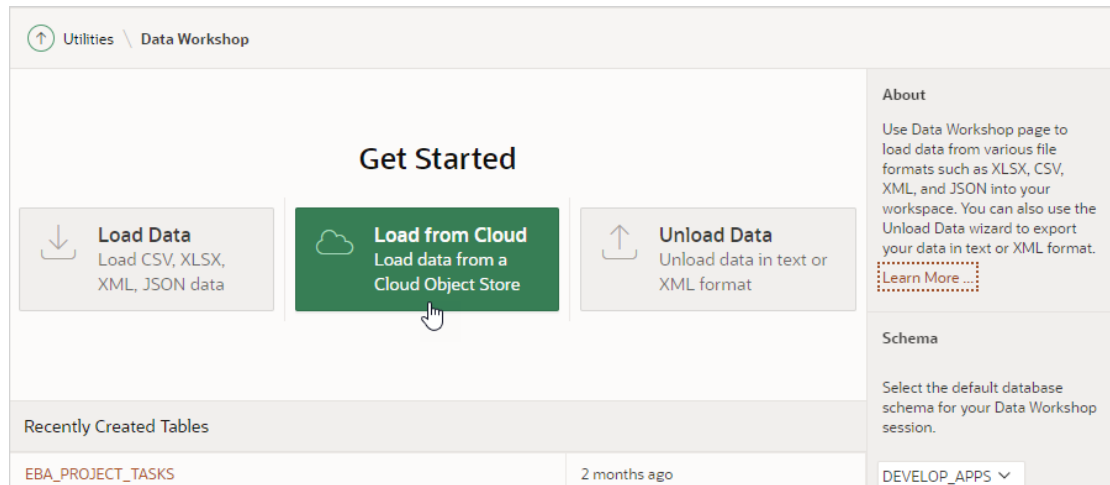 Utilities \ Data Workshop
Get Started
Load Data
Load CSV, XLSX,
XML, JSON data
Load from Cloud
Load data from a
Cloud Object Store
Unload Data
Unload data in text or
XML format
Recently Created Tables
EBA_PROJECT_TASKS
2 months ago
About
Use Data Workshop page to
load data from various file
formats such as XLSX, CSV,
XML, and JSON into your
workspace. You can also use the
Unload Data wizard to export
your data in text or XML format.
Learn More ...
Schema
Select the default database
schema for your Data Workshop
session.
DEVELOP_APPS